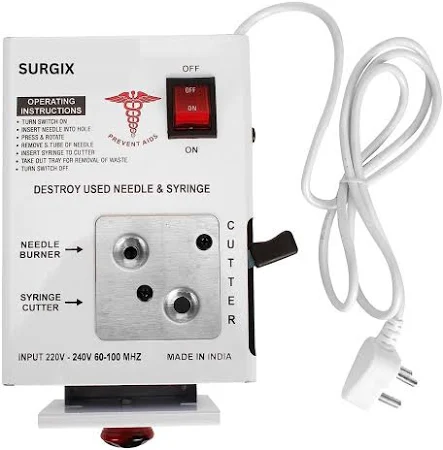 SURGIX
OFF
OPERATING
INSTRUCTIONS
• TURN SWITCH ON
• INSERT NEEDLE INTO HOLE
• PRESS & ROTATE
• REMOVE S.TUBE OF NEEDLE
• INSERT SYRINGE TO CUTTER
• TAKE OUT TRAY FOR REMOVAL OF WASTE
• TURN SWITCH OFF
PREVENT AIDS
OFF
ON
ON
DESTROY USED NEEDLE & SYRINGE
NEEDLE
BURNER
SYRINGE
CUTTER
CUTTER
INPUT 220V - 240V 60-100 MHZ
MADE IN INDIA